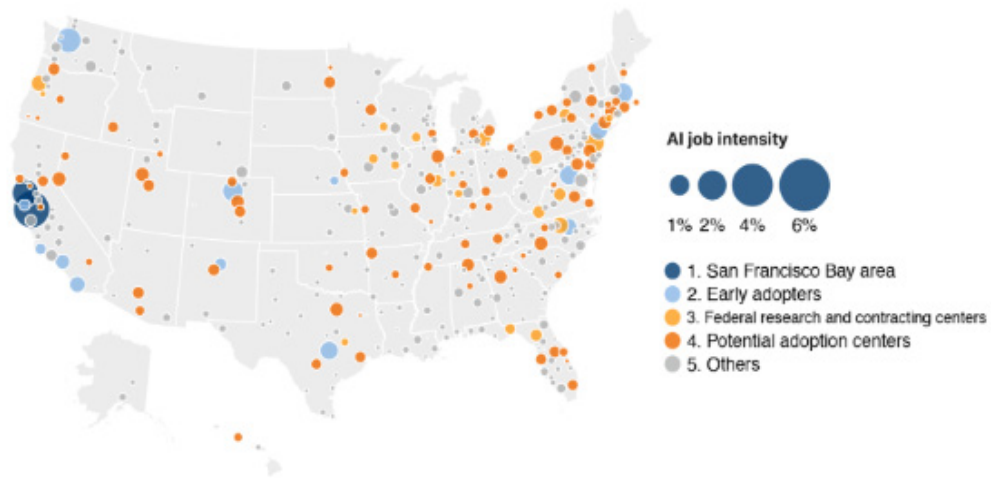 AI job intensity
1% 2% 4% 6%
1. San Francisco Bay area
2. Early adopters
3. Federal research and contracting centers
4. Potential adoption centers
5. Others